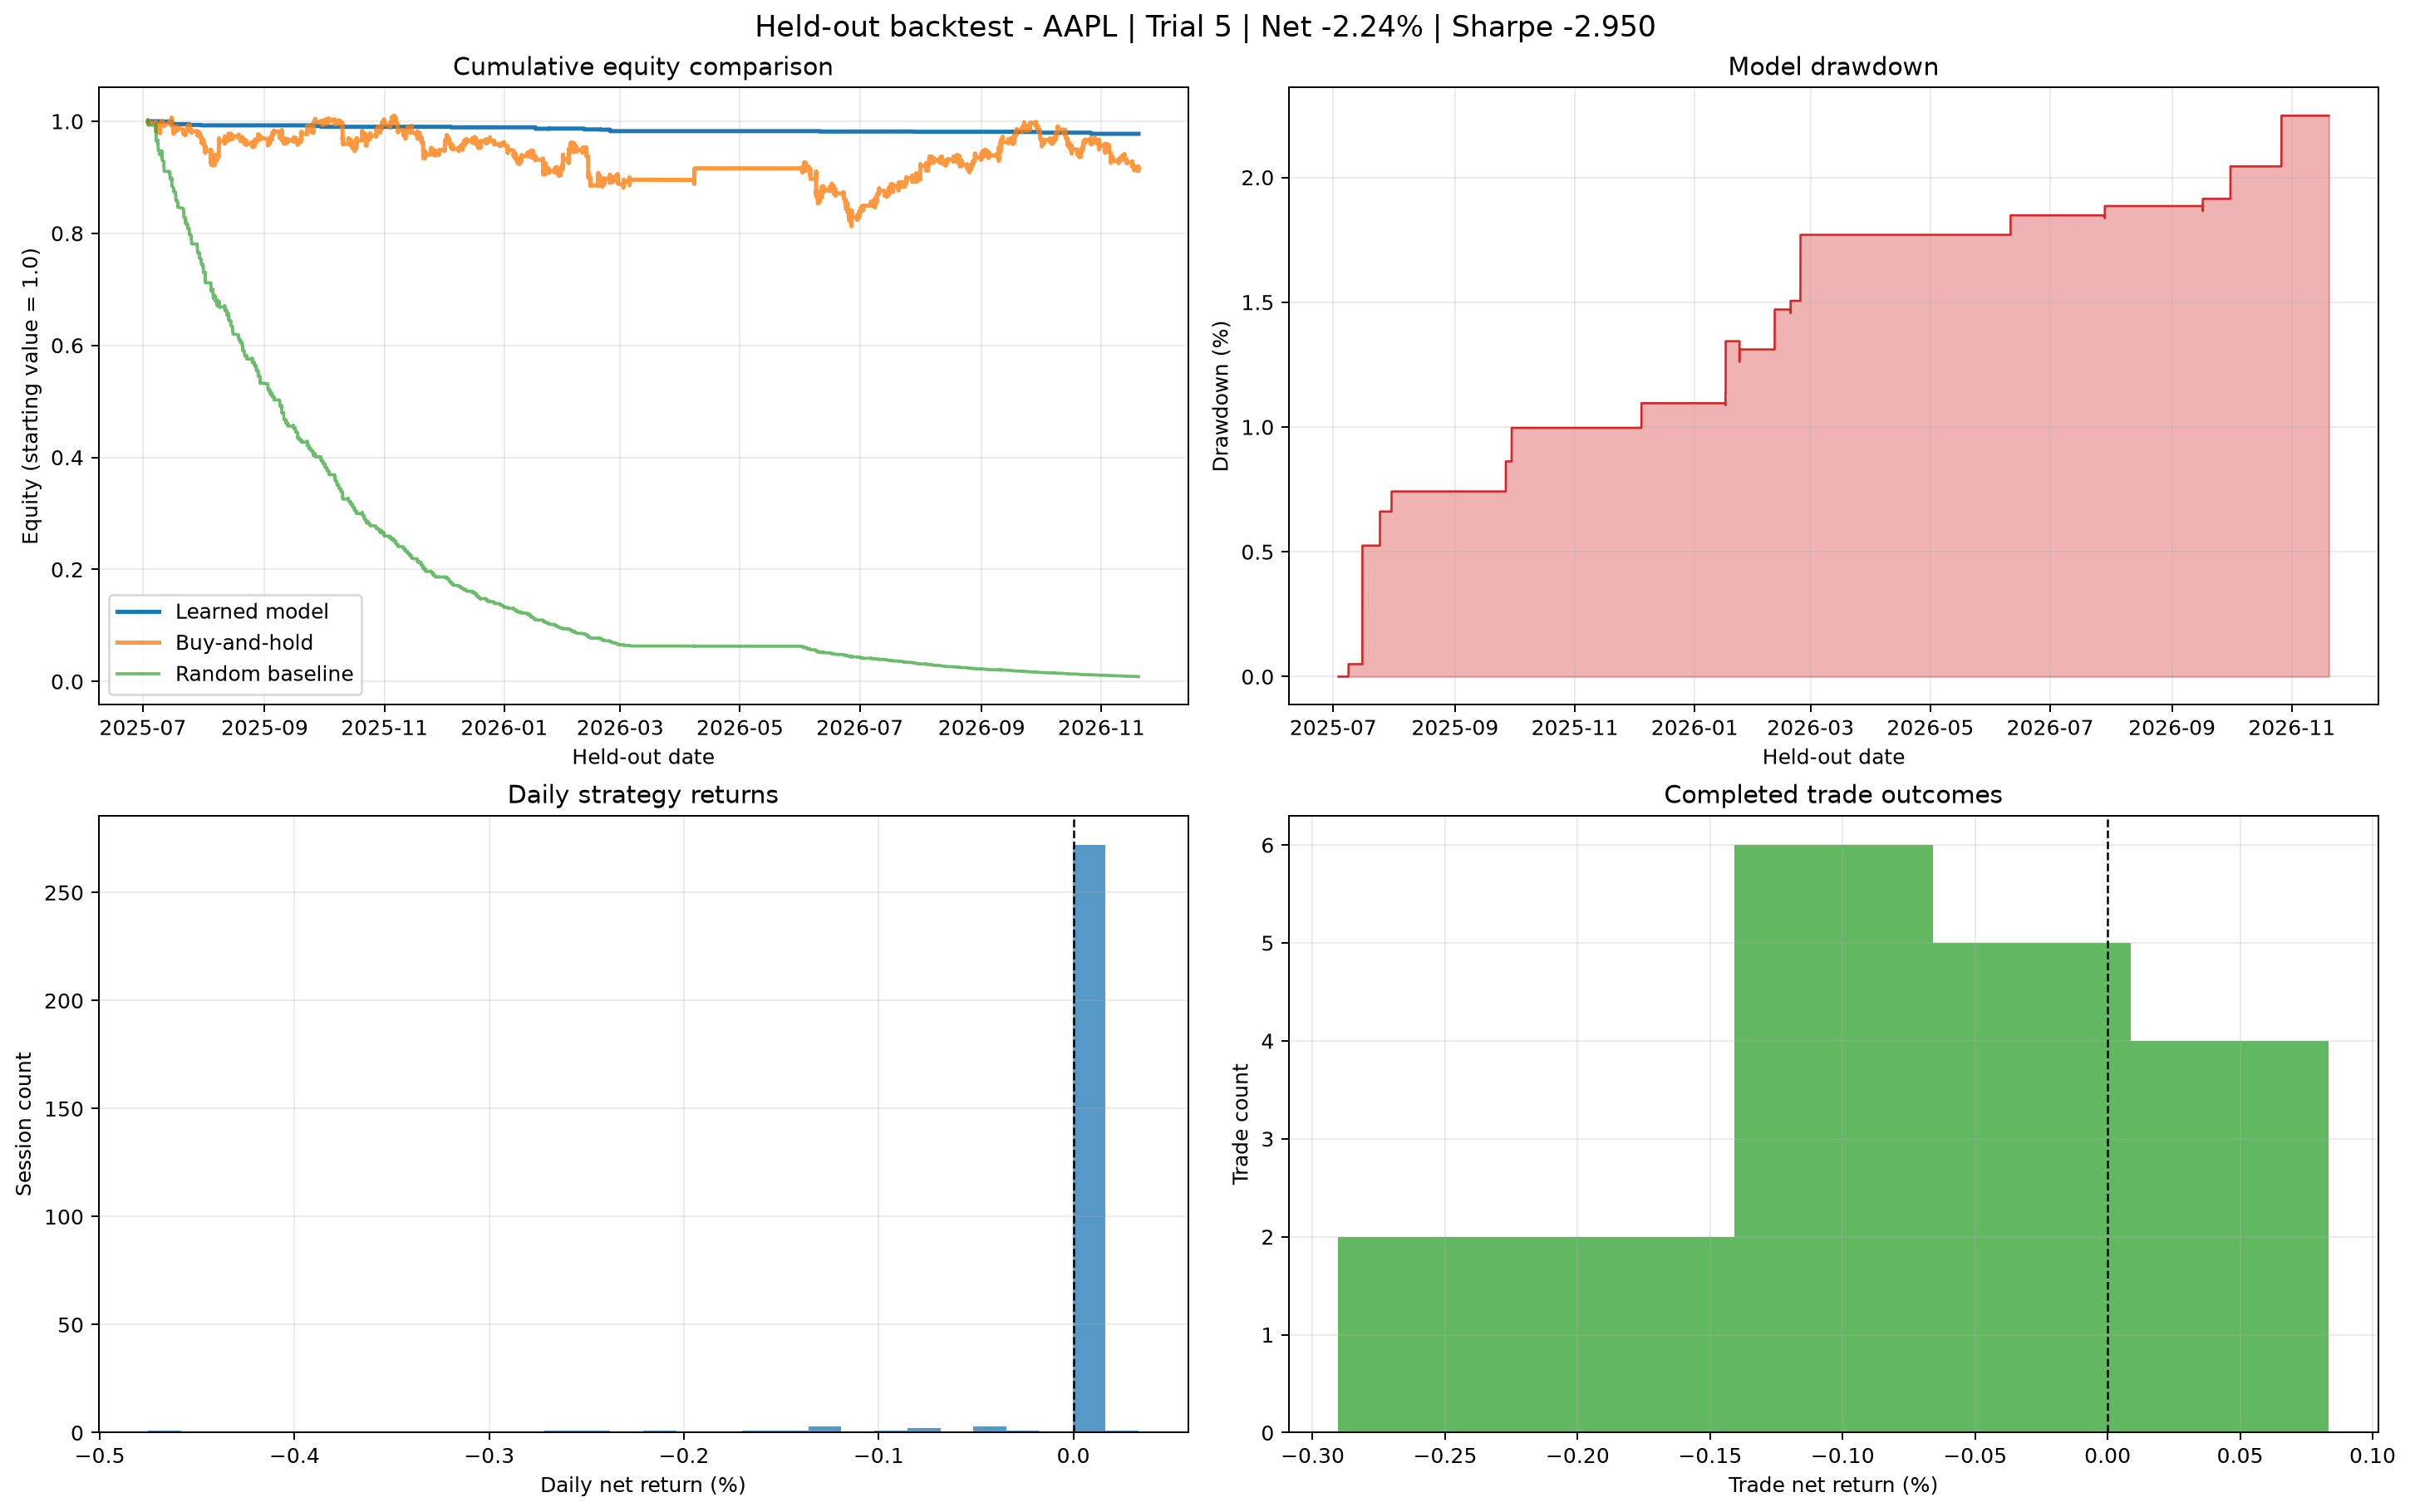 Held-out backtest - AAPL | Trial 5 | Net -2.24% | Sharpe -2.950
Cumulative equity comparison
Equity (starting value = 1.0)
1.0
0.8
0.6
0.4
0.2
0.0
Learned model
Buy-and-hold
Random baseline
2025-07 2025-09 2025-11 2026-01 2026-03 2026-05 2026-07 2026-09 2026-11
Held-out date
Model drawdown
Drawdown (%)
2.0
1.5
1.0
0.5
0.0
2025-07 2025-09 2025-11 2026-01 2026-03 2026-05 2026-07 2026-09 2026-11
Held-out date
Daily strategy returns
Session count
250
200
150
100
50
0
−0.5 −0.4 −0.3 −0.2 −0.1 0.0
Daily net return (%)
Completed trade outcomes
Trade count
6
5
4
3
2
1
0
−0.30 −0.25 −0.20 −0.15 −0.10 −0.05 0.00 0.05 0.10
Trade net return (%)